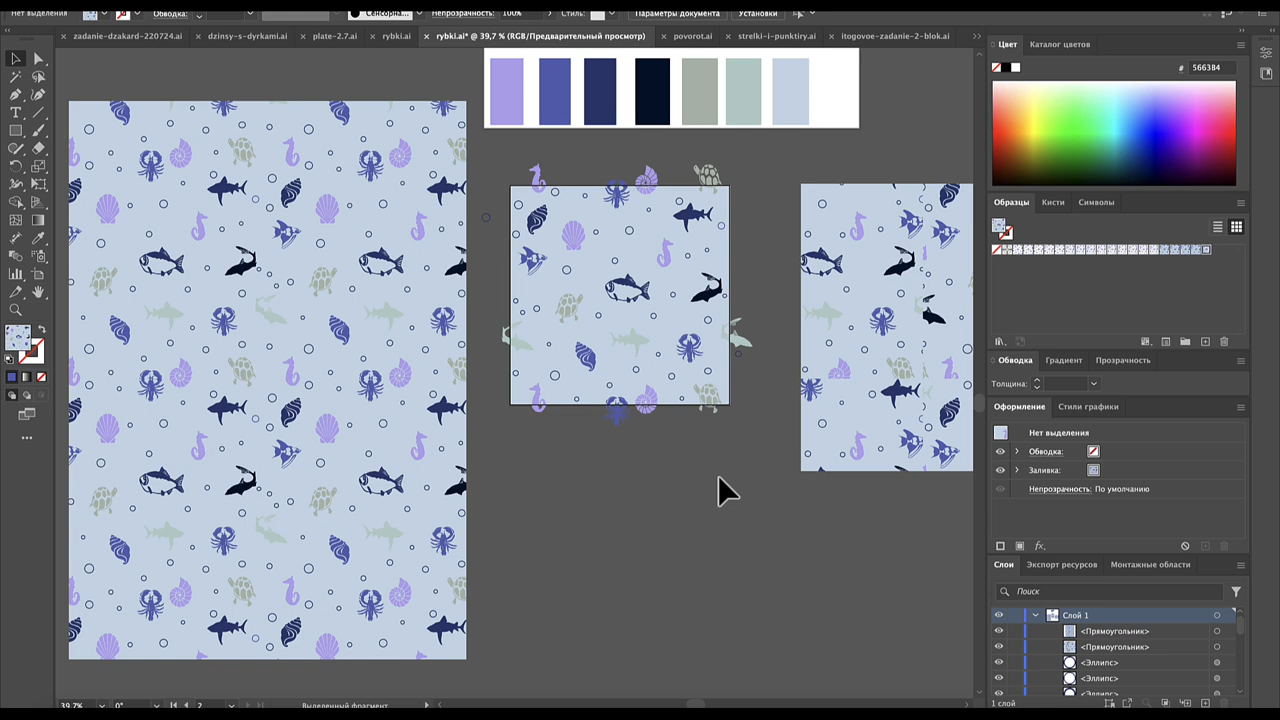 Нет выделения Обводка: Сенсорна... Непрозрачность: 100% Стиль: Параметры документа Установки
zadanie-dzakard-220724.ai dzinsy-s-dyrkami.ai plate-2.7.ai rybki.ai rybki.ai* @ 39,7 % (RGB/Предварительный просмотр) povorot.ai strelki-i-punktiry.ai itogovoe-zadanie-2-blok.ai
Цвет Каталог цветов
# 5663B4
Образцы Кисти Символы
Обводка Градиент Прозрачность
Толщина:
Оформление Стили графики
Нет выделения
Обводка:
Заливка:
Непрозрачность: По умолчанию
fx.
Слои Экспорт ресурсов Монтажные области
Поиск
Слой 1
<Прямоугольник>
<Прямоугольник>
<Эллипс>
<Эллипс>
<Эллипс>
1 слой
39,7% 0° 2 Выделенный фрагмент